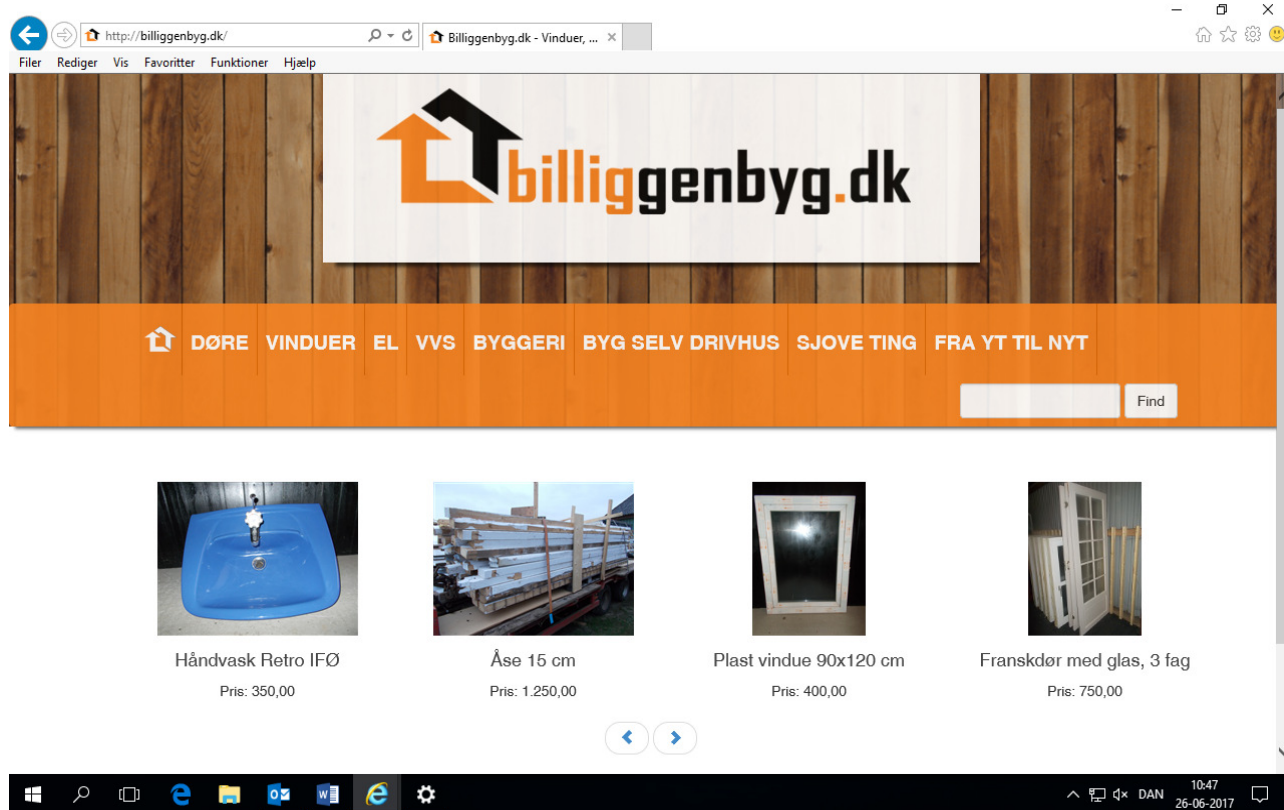 http://billiggenbyg.dk/
Billiggenbyg.dk - Vinduer, ...
Filer Rediger Vis Favoritter Funktioner Hjælp
billiggenbyg.dk
DØRE VINDUER EL VVS BYGGERI BYG SELV DRIVHUS SJOVE TING FRA YT TIL NYT
Find
Håndvask Retro IFØ Åse 15 cm Plast vindue 90x120 cm Franskdør med glas, 3 fag
Pris: 350,00 Pris: 1.250,00 Pris: 400,00 Pris: 750,00
DAN 10:47
26-06-2017